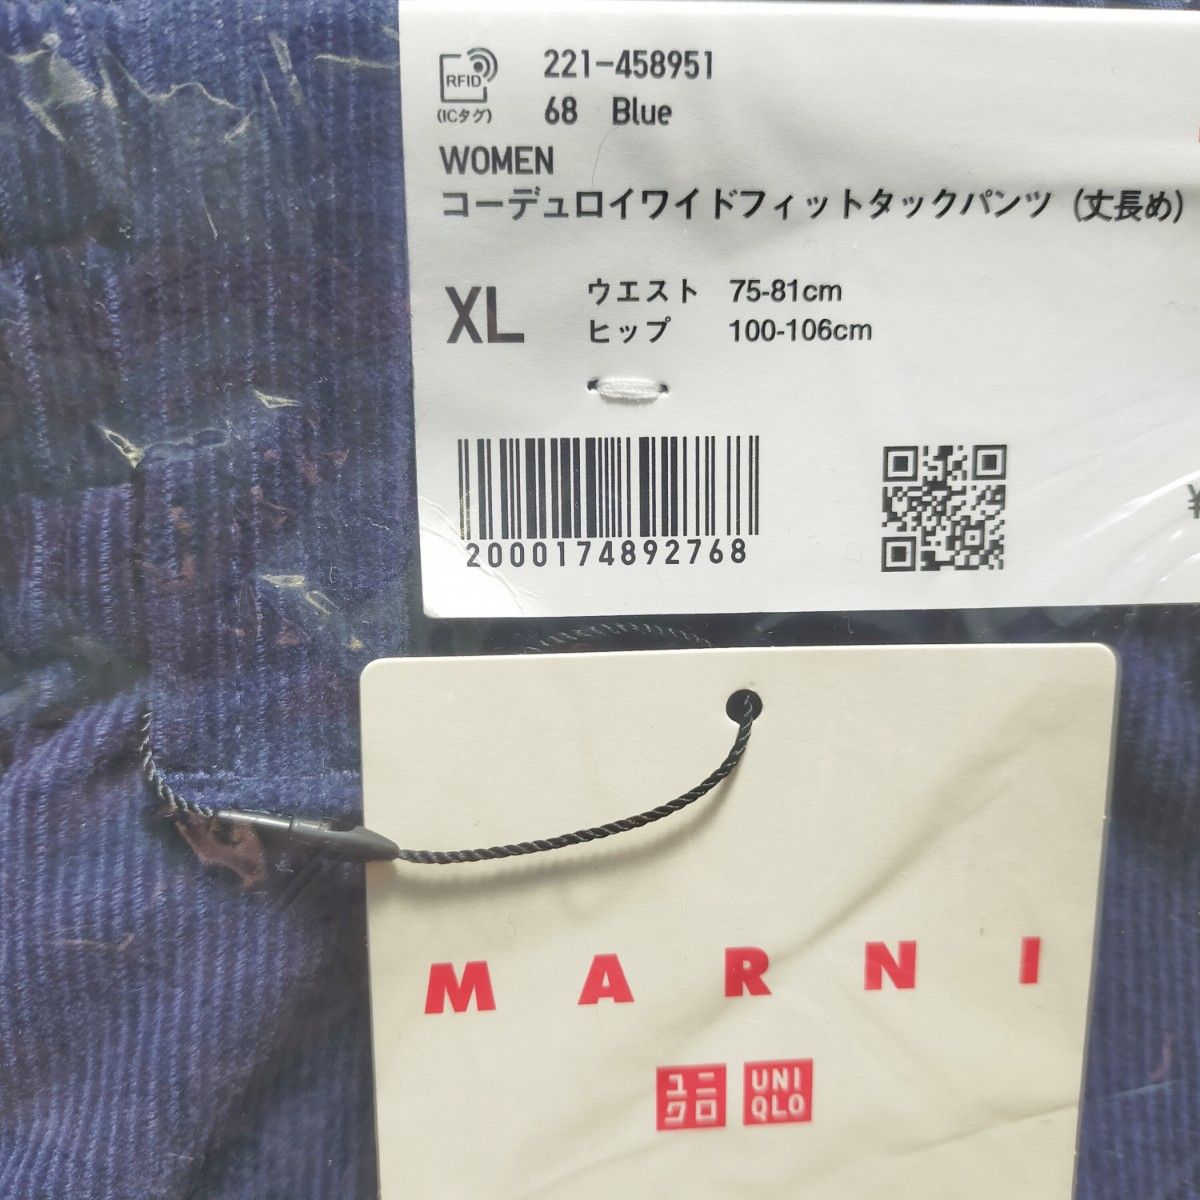 RFID
(ICタグ)
221-458951
68 Blue
WOMEN
コーデュロイワイドフィットタックパンツ (丈長め)
XL
ウエスト 75-81cm
ヒップ 100-106cm
2000174892768
¥
MARNI
ユニ
クロ
UNI
QLO